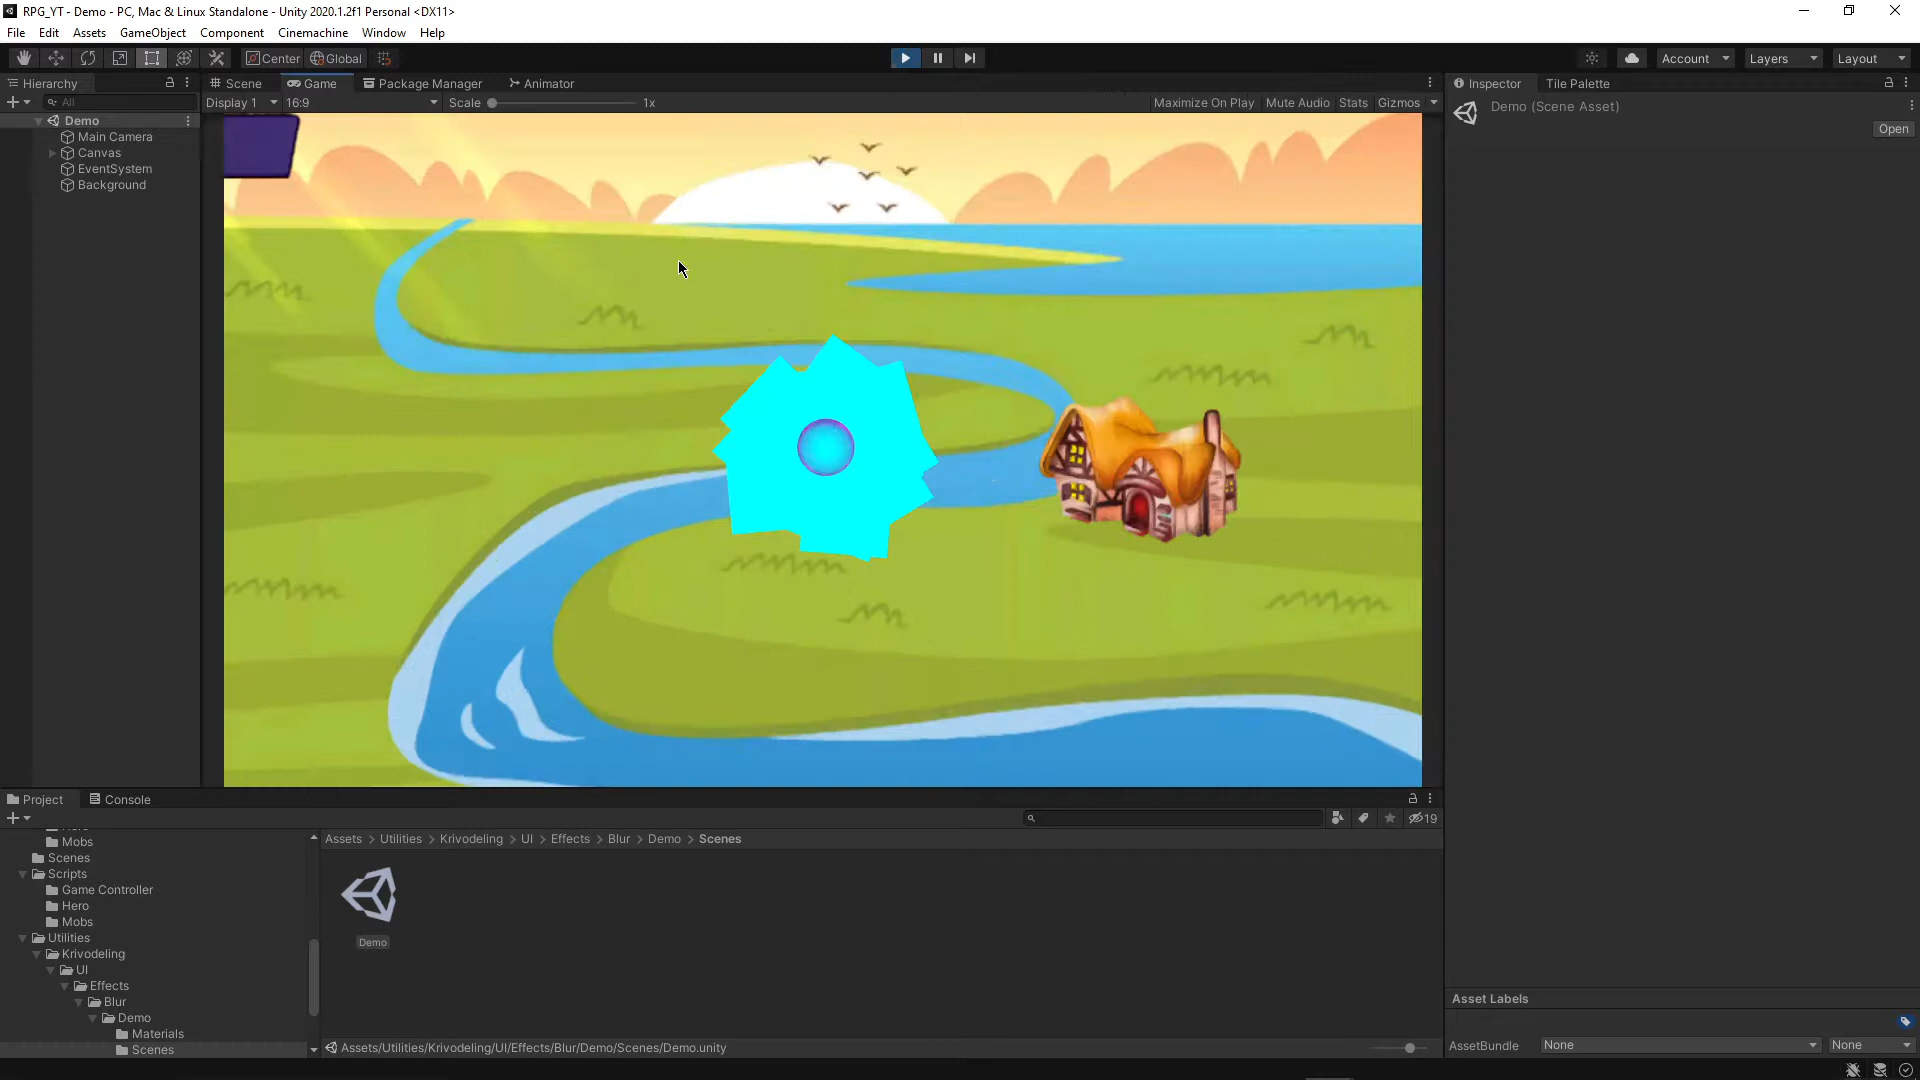 RPG_YT - Demo - PC, Mac & Linux Standalone - Unity 2020.1.2f1 Personal <DX11>
File Edit Assets GameObject Component Cinemachine Window Help
Center Global Account Layers Layout
Hierarchy Scene Game Package Manager Animator Inspector Tile Palette
All Display 1 16:9 Scale 1x Maximize On Play Mute Audio Stats Gizmos
Demo (Scene Asset)
Open
Demo
Main Camera
Canvas
EventSystem
Background
Project Console
19
Mobs
Scenes
Scripts
Game Controller
Hero
Mobs
Utilities
Krivodeling
UI
Effects
Blur
Demo
Materials
Scenes
Assets > Utilities > Krivodeling > UI > Effects > Blur > Demo > Scenes
Demo
Assets/Utilities/Krivodeling/UI/Effects/Blur/Demo/Scenes/Demo.unity
Asset Labels
AssetBundle None None